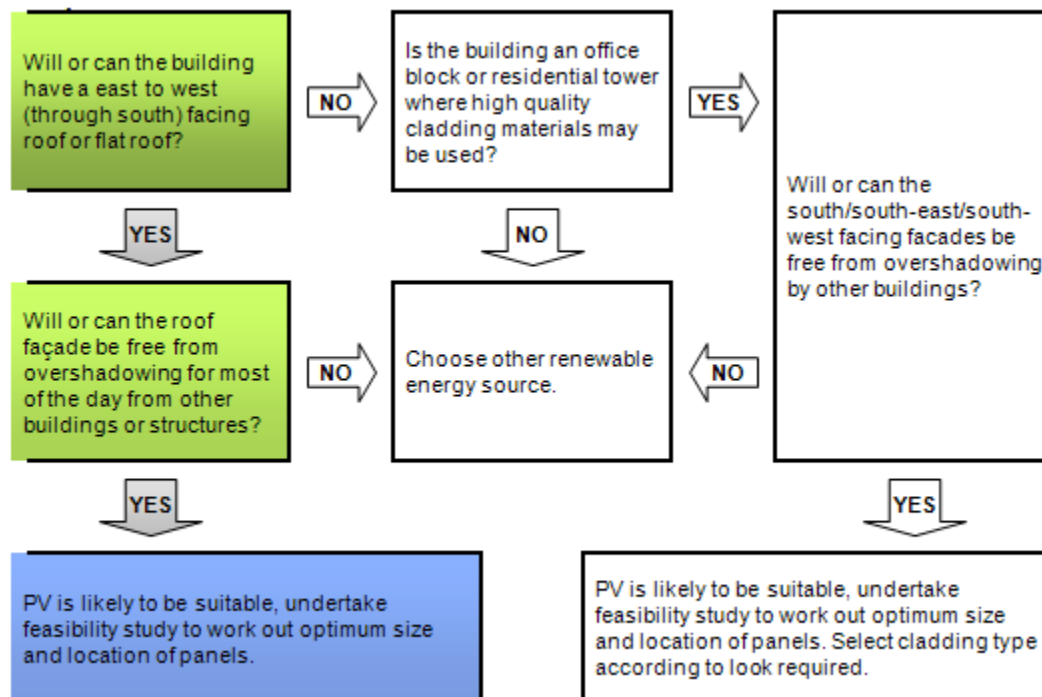 Will or can the building
have a east to west
(through south) facing
roof or flat roof?
NO
Is the building an office
block or residential tower
where high quality
cladding materials may
be used?
YES
Will or can the
south/south-east/south-
west facing facades be
free from overshadowing
by other buildings?
YES
NO
Will or can the roof
façade be free from
overshadowing for most
of the day from other
buildings or structures?
NO
Choose other renewable
energy source.
NO
YES
YES
PV is likely to be suitable, undertake
feasibility study to work out optimum size
and location of panels.
PV is likely to be suitable, undertake
feasibility study to work out optimum size
and location of panels. Select cladding type
according to look required.